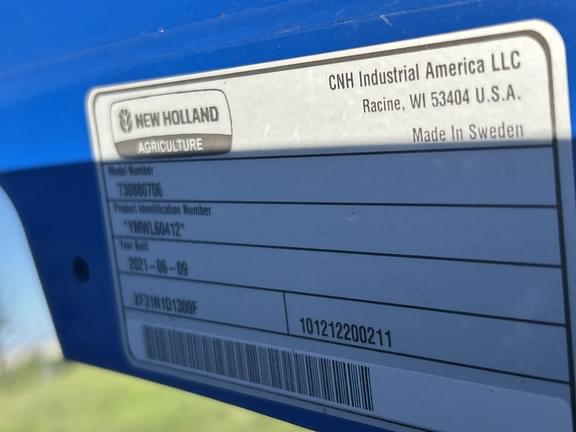 NEW HOLLAND
AGRICULTURE
CNH Industrial America LLC
Racine, WI 53404 U.S.A.
Made In Sweden
Model Number
730880706
Product Identification Number
*YMWL60412*
Year Built
2021-06-09
XF31N1D1300F
101212200211